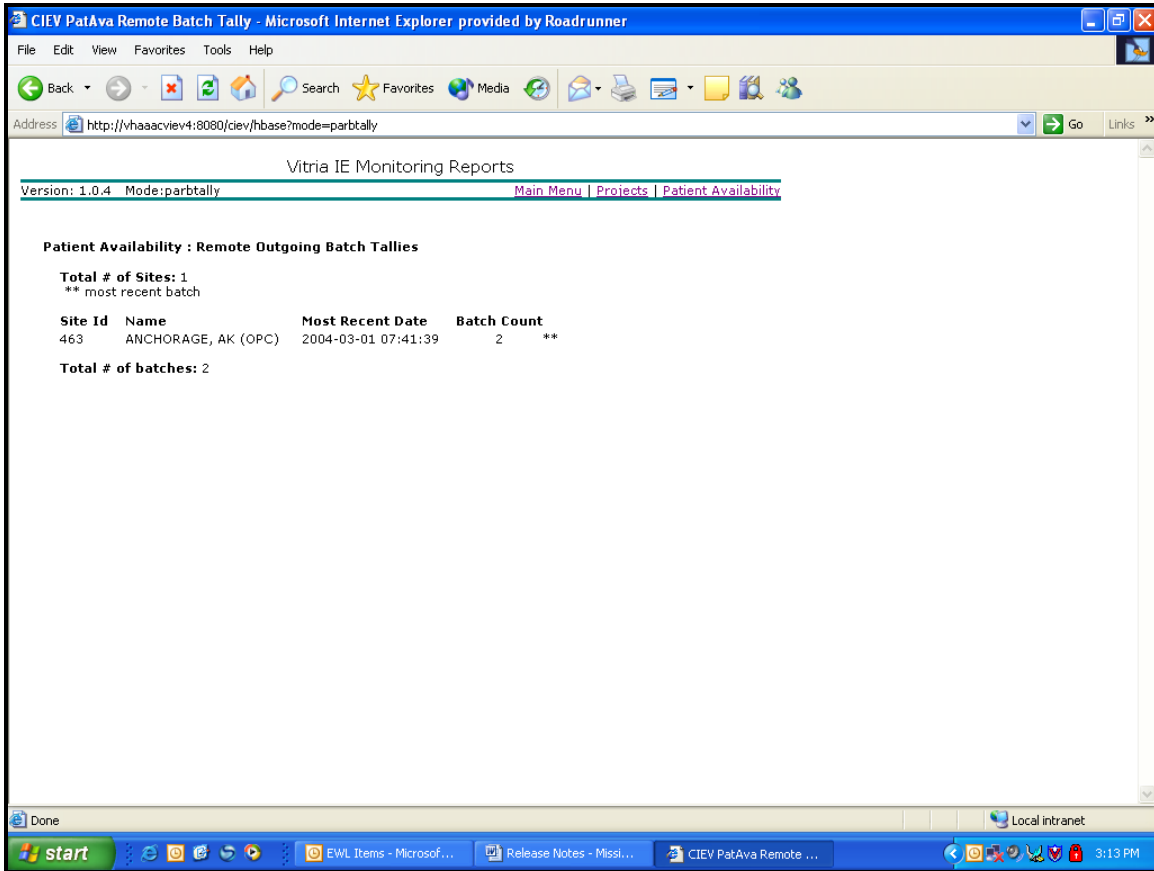 CIEV PatAva Remote Batch Tally - Microsoft Internet Explorer provided by Roadrunner
File Edit View Favorites Tools Help
Back Search Favorites Media
Address http://vhaaacviev4:8080/ciev/hbase?mode=parbtally Go Links »
Vitria IE Monitoring Reports
Version: 1.0.4 Mode:parbtally Main Menu | Projects | Patient Availability
Patient Availability : Remote Outgoing Batch Tallies
Total # of Sites: 1
** most recent batch
Site Id Name Most Recent Date Batch Count
463 ANCHORAGE, AK (OPC) 2004-03-01 07:41:39 2 **
Total # of batches: 2
Done Local intranet
start EWL Items - Microsof... Release Notes - Missi... CIEV PatAva Remote ... 3:13 PM